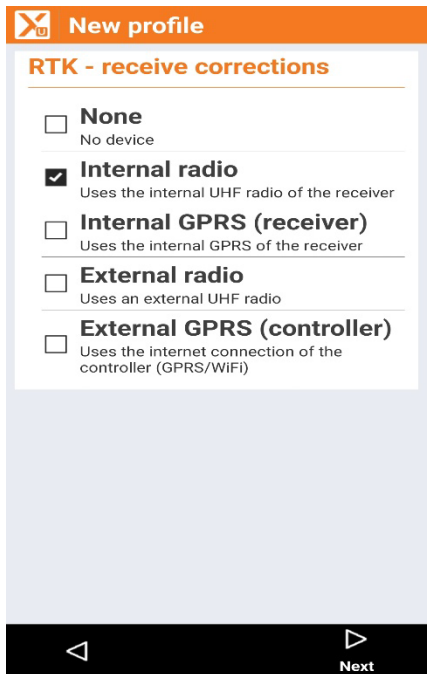 New profile
RTK - receive corrections
None
No device
Internal radio
Uses the internal UHF radio of the receiver
Internal GPRS (receiver)
Uses the internal GPRS of the receiver
External radio
Uses an external UHF radio
External GPRS (controller)
Uses the internet connection of the
controller (GPRS/WiFi)
Next